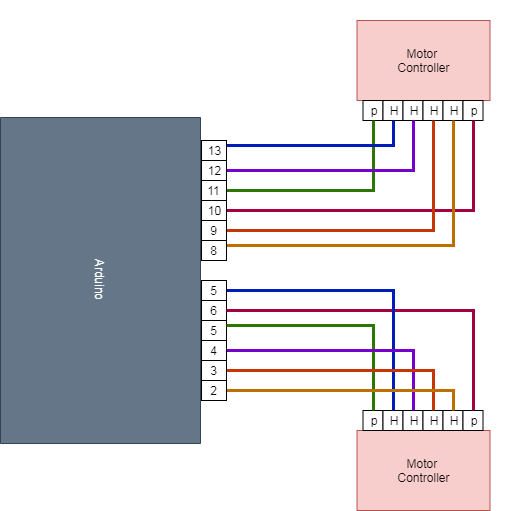 Motor
Controller
p H H H H p
13
12
11
10
9
8
Arduino
5
6
5
4
3
2
p H H H H p
Motor
Controller